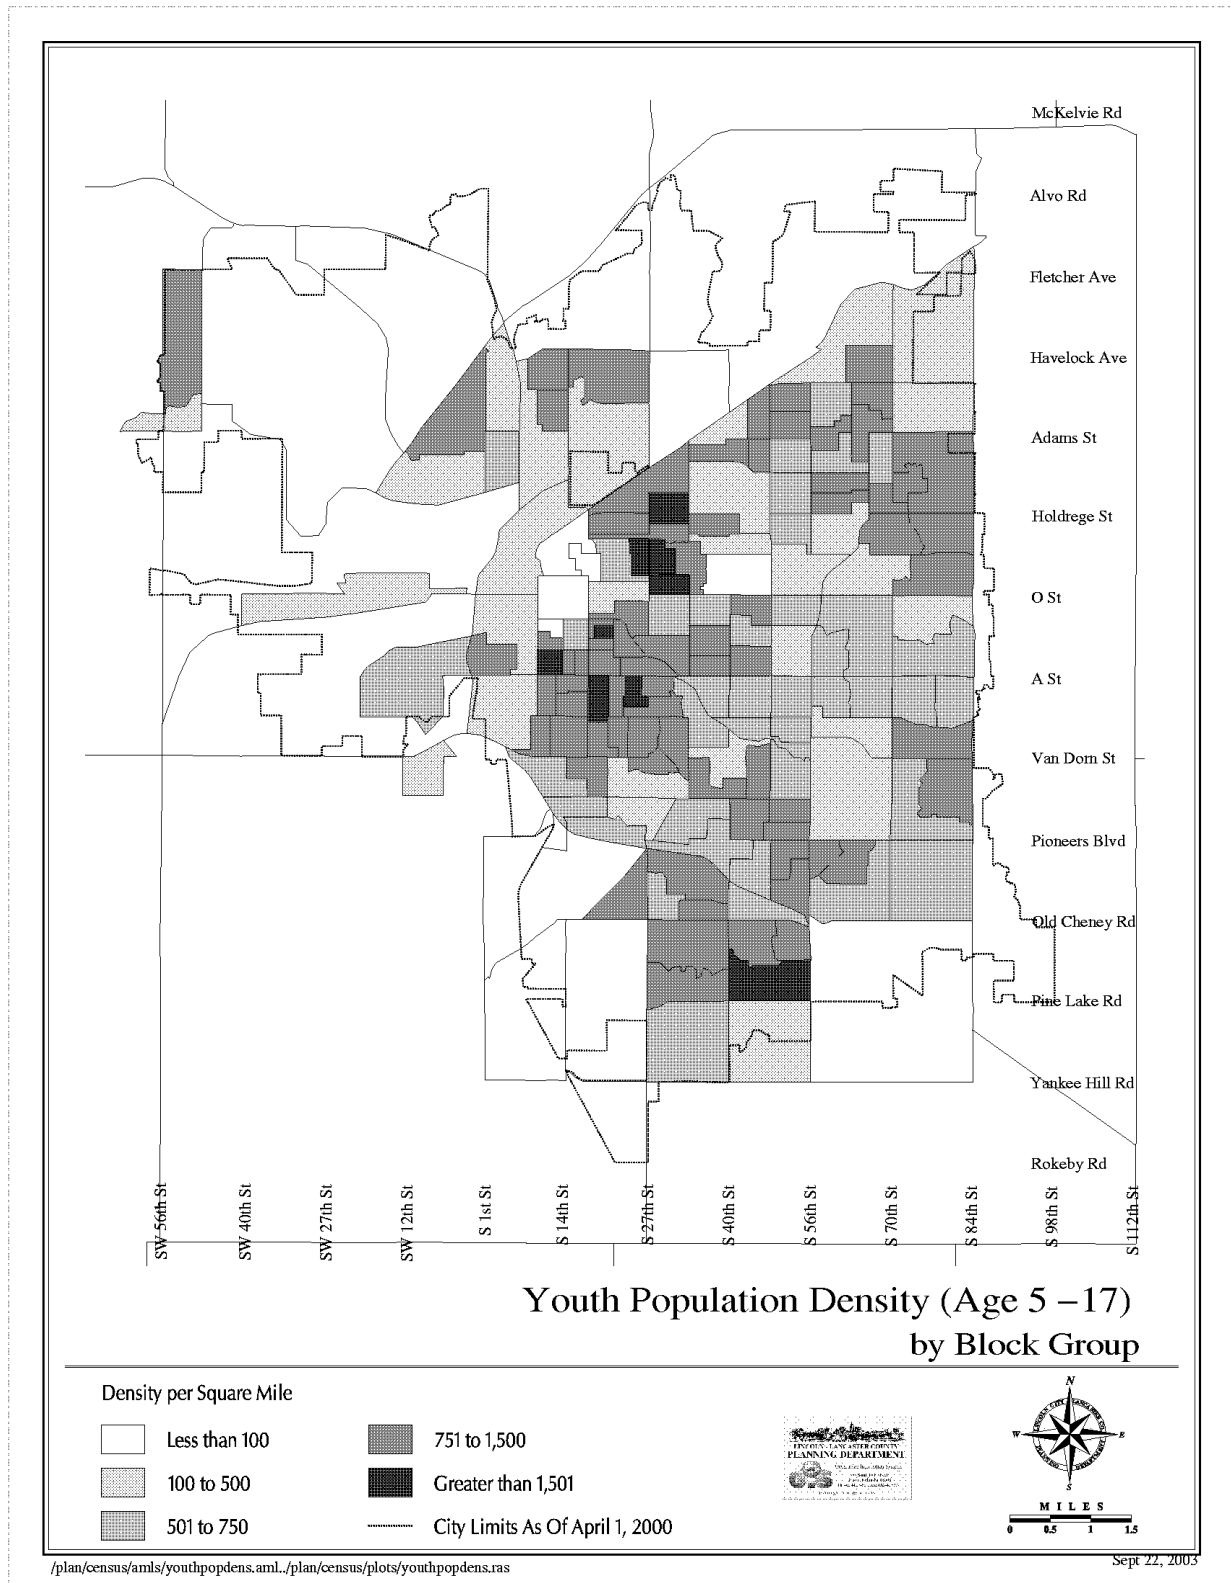 McKelvie Rd
Alvo Rd
Fletcher Ave
Havelock Ave
Adams St
Holdrege St
O St
A St
Van Dorn St
Pioneers Blvd
Old Cheney Rd
Pine Lake Rd
Yankee Hill Rd
Rokeby Rd
SW 56th St
SW 40th St
SW 27th St
SW 12th St
S 1st St
S 14th St
S 27th St
S 40th St
S 56th St
S 70th St
S 84th St
S 98th St
S 112th St
Youth Population Density (Age 5 –17)
by Block Group
Density per Square Mile
Less than 100
100 to 500
501 to 750
751 to 1,500
Greater than 1,501
City Limits As Of April 1, 2000
LINCOLN - LANCASTER COUNTY
PLANNING DEPARTMENT
N
W
E
S
MILES
0 0.5 1 1.5
/plan/census/amls/youthpopdens.aml../plan/census/plots/youthpopdens.ras
Sept 22, 2003